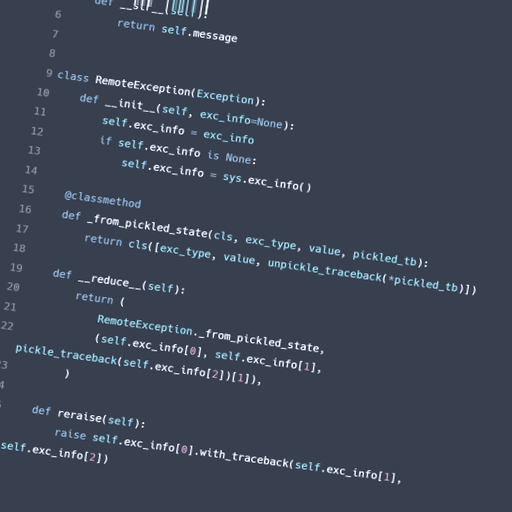 6 def __str__(self):
7 return self.message
8
9 class RemoteException(Exception):
10 def __init__(self, exc_info=None):
11 self.exc_info = exc_info
12 if self.exc_info is None:
13 self.exc_info = sys.exc_info()
14
15 @classmethod
16 def _from_pickled_state(cls, exc_type, value, pickled_tb):
17 return cls([exc_type, value, unpickle_traceback(*pickled_tb)])
18
19 def __reduce__(self):
20 return (
21 RemoteException._from_pickled_state,
22 (self.exc_info[0], self.exc_info[1],
pickle_traceback(self.exc_info[2])[1]),
3 )
4
def reraise(self):
raise self.exc_info[0].with_traceback(self.exc_info[1],
self.exc_info[2])